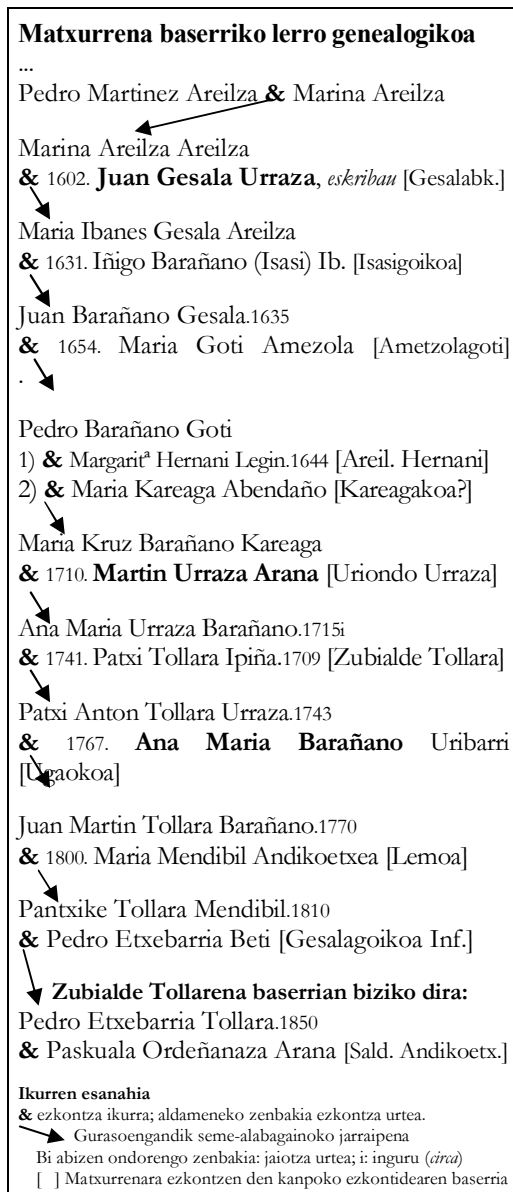 Matxurrena baserriko lerro genealogikoa
...
Pedro Martinez Areilza & Marina Areilza
Marina Areilza Areilza
& 1602. Juan Gesala Urraza, eskribau [Gesalabk.]
Maria Ibanes Gesala Areilza
& 1631. Iñigo Barañano (Isasi) Ib. [Isasigoikoa]
Juan Barañano Gesala.1635
& 1654. Maria Goti Amezola [Ametzolagoti]
.
Pedro Barañano Goti
1) & Margaritª Hernani Legin.1644 [Areil. Hernani]
2) & Maria Kareaga Abendaño [Kareagakoa?]
Maria Kruz Barañano Kareaga
& 1710. Martin Urraza Arana [Uriondo Urraza]
Ana Maria Urraza Barañano.1715i
& 1741. Patxi Tollara Ipiña.1709 [Zubialde Tollara]
Patxi Anton Tollara Urraza.1743
& 1767. Ana Maria Barañano Uribarri
[Ugaokoa]
Juan Martin Tollara Barañano.1770
& 1800. Maria Mendibil Andikoetxea [Lemoa]
Pantxike Tollara Mendibil.1810
& Pedro Etxebarria Beti [Gesalagoikoa Inf.]
Zubialde Tollarena baserrian biziko dira:
Pedro Etxebarria Tollara.1850
& Paskuala Ordeñanaza Arana [Sald. Andikoetx.]
Ikurren esanahia
& ezkontza ikurra; aldameneko zenbakia ezkontza urtea.
Gurasoengandik seme-alabagainoko jarraipena
Bi abizen ondorengo zenbakia: jaiotza urtea; i: inguru (circa)
[ ] Matxurrenara ezkontzen den kanpoko ezkontidearen baserria